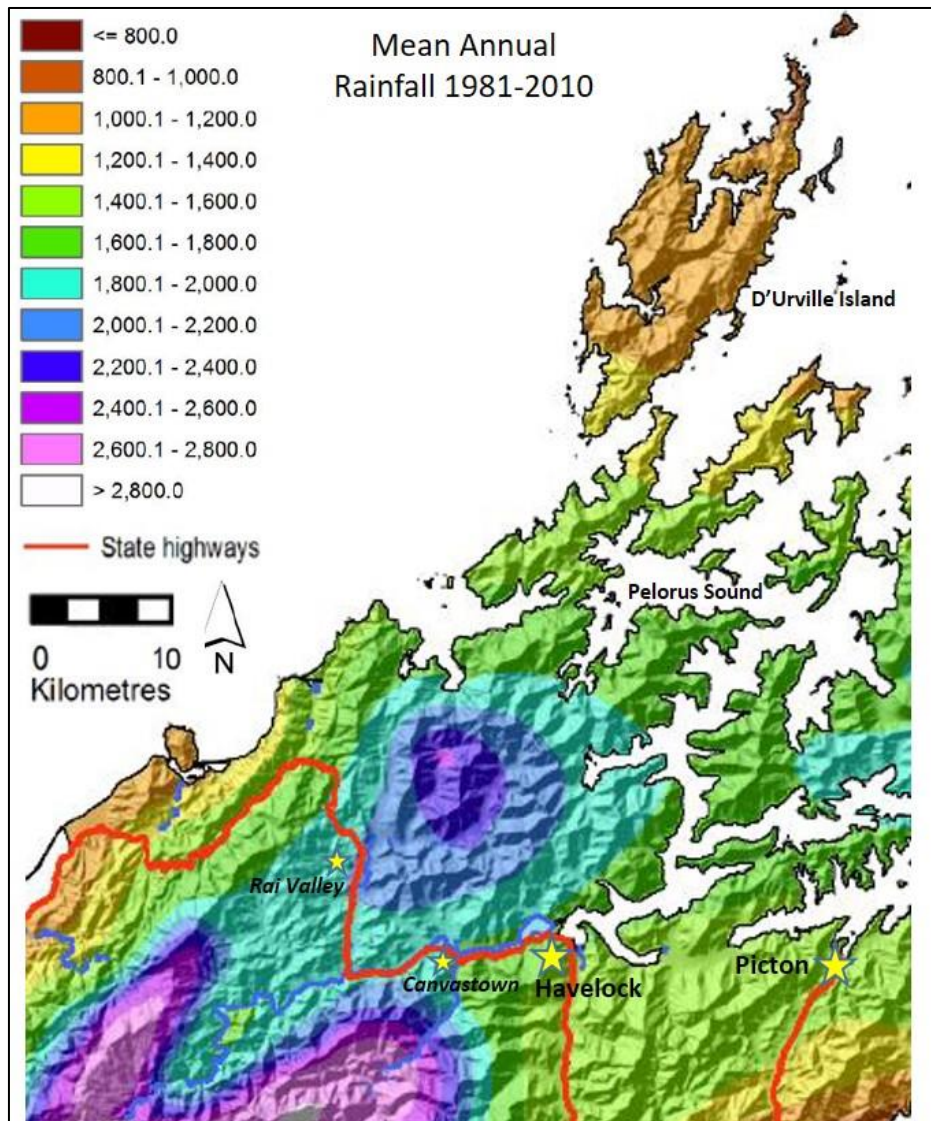 Mean Annual
Rainfall 1981-2010
<= 800.0
800.1 - 1,000.0
1,000.1 - 1,200.0
1,200.1 - 1,400.0
1,400.1 - 1,600.0
1,600.1 - 1,800.0
1,800.1 - 2,000.0
2,000.1 - 2,200.0
2,200.1 - 2,400.0
2,400.1 - 2,600.0
2,600.1 - 2,800.0
> 2,800.0
State highways
0 10
Kilometres
N
D'Urville Island
Pelorus Sound
Rai Valley
Canvastown
Havelock
Picton